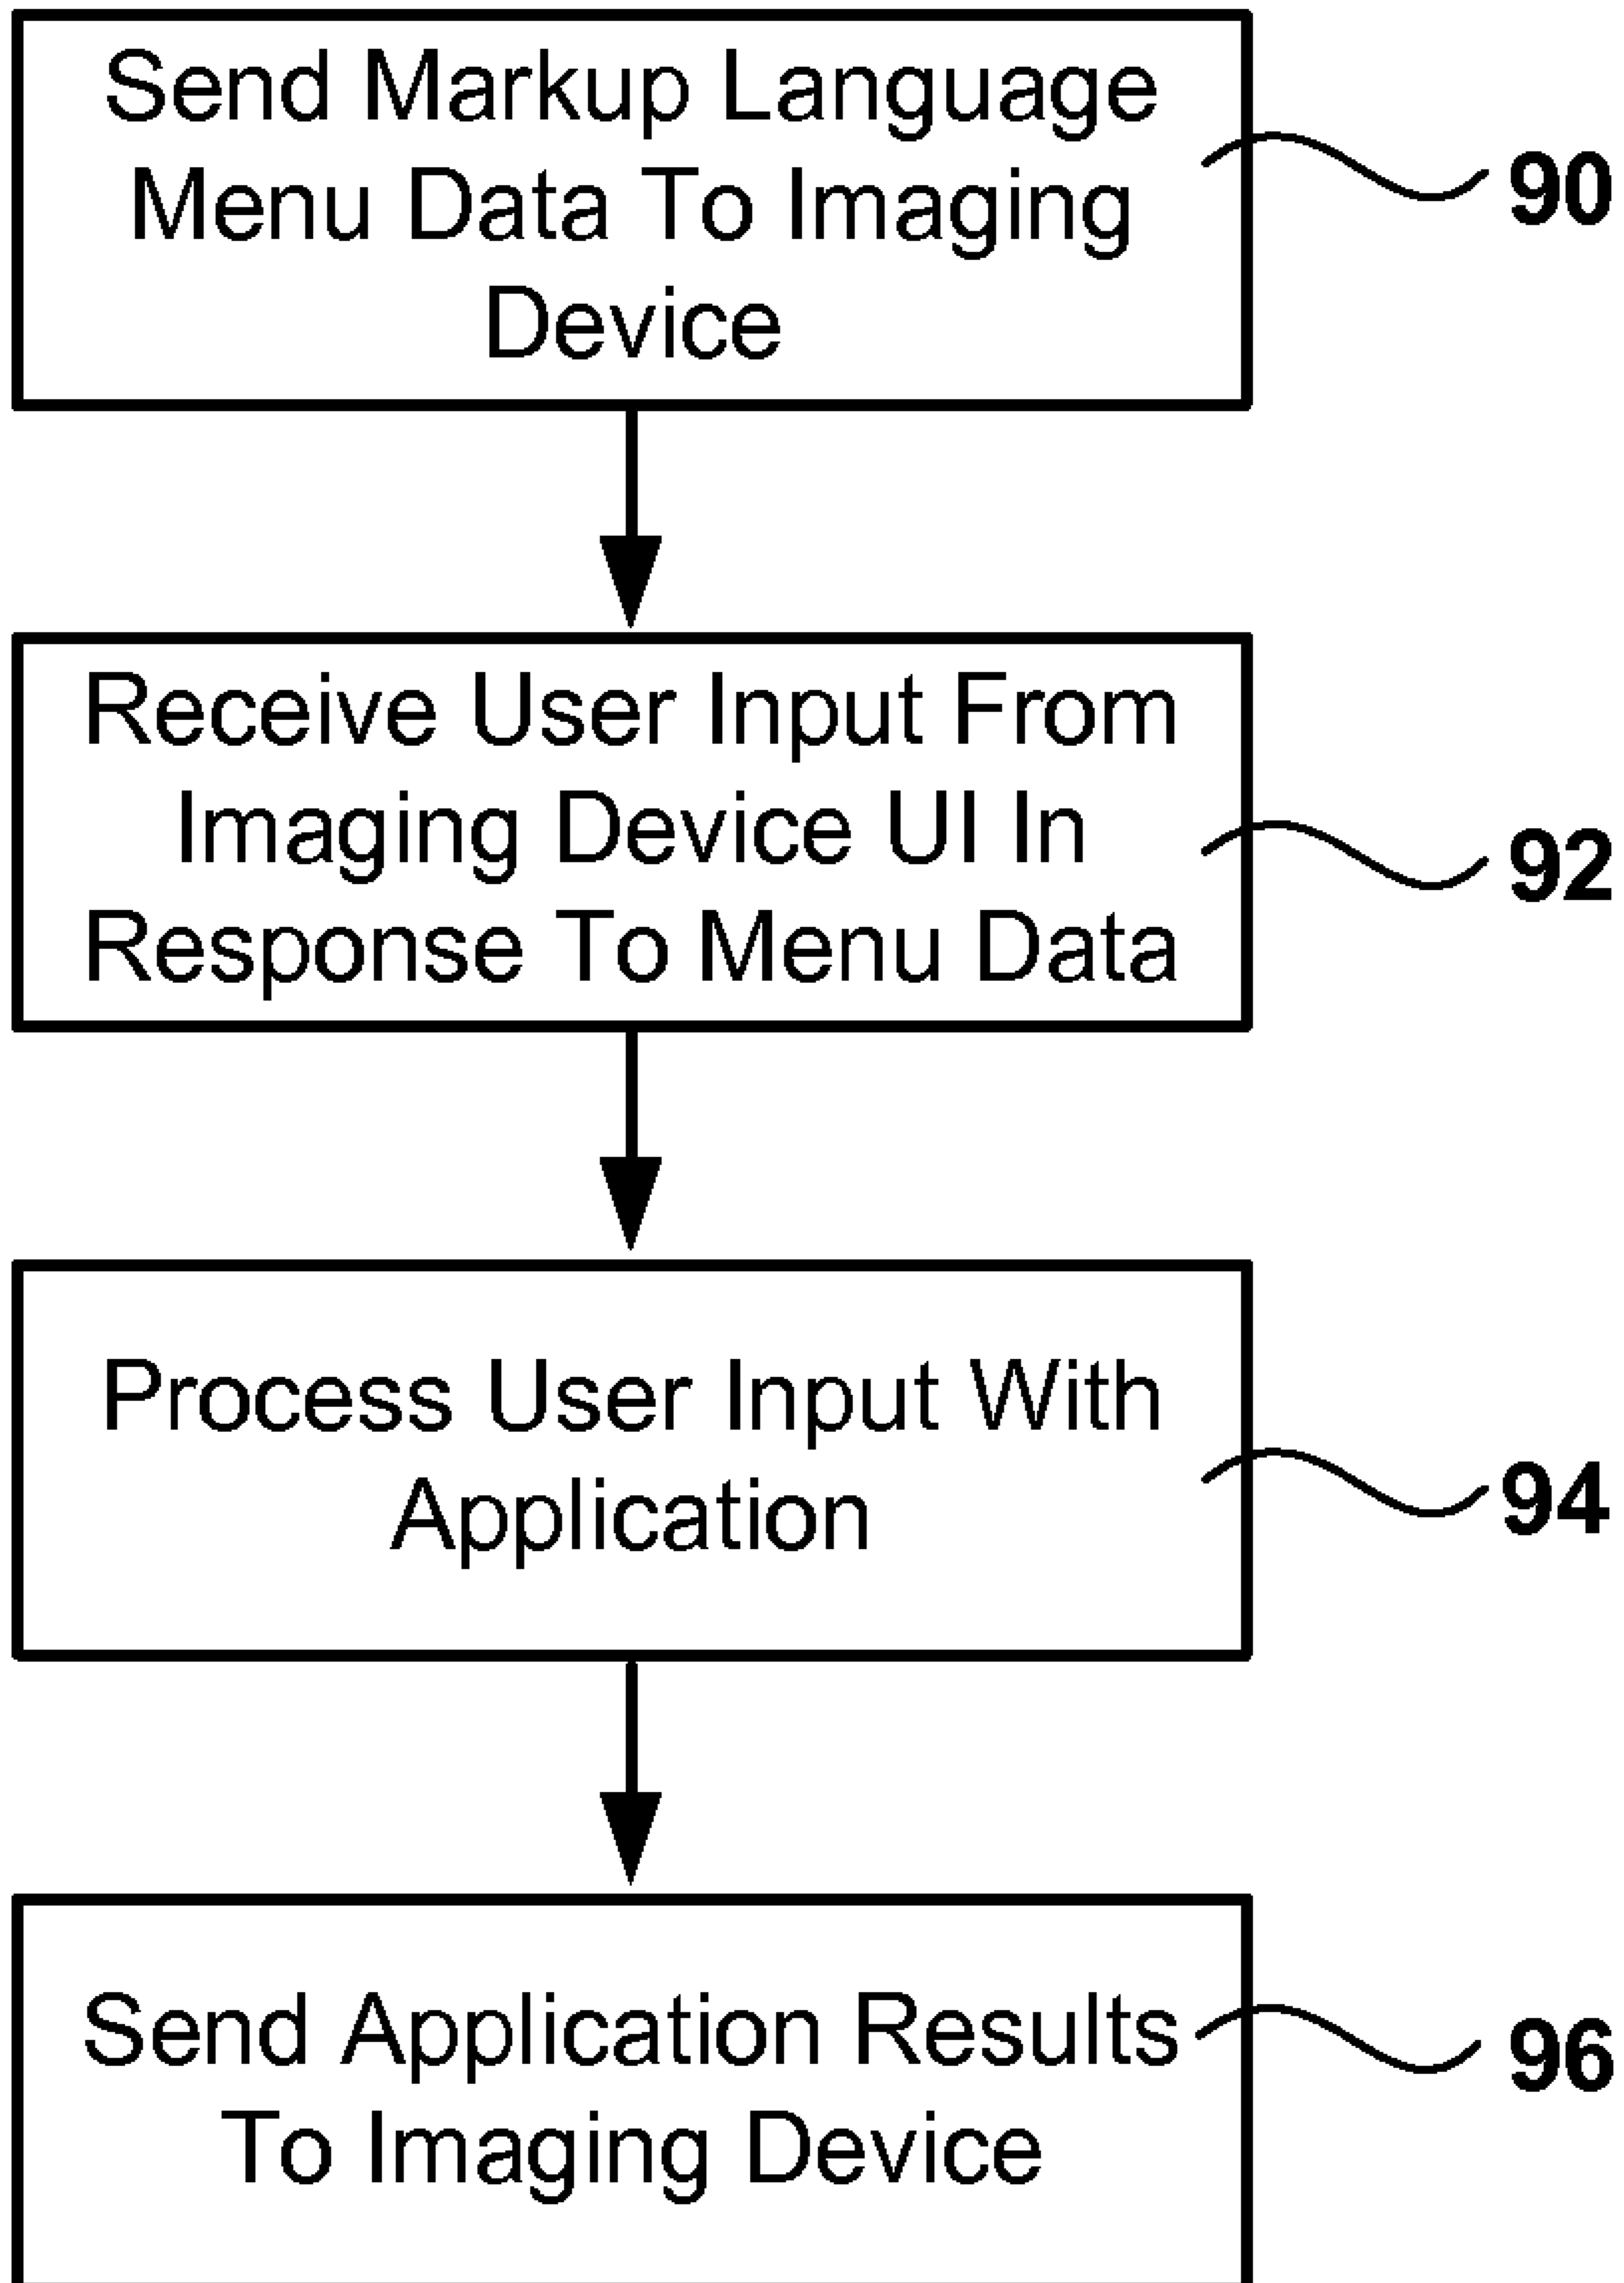 Send Markup Language
Menu Data To Imaging
Device
90
Receive User Input From
Imaging Device UI In
Response To Menu Data
92
Process User Input With
Application
94
Send Application Results
To Imaging Device
96